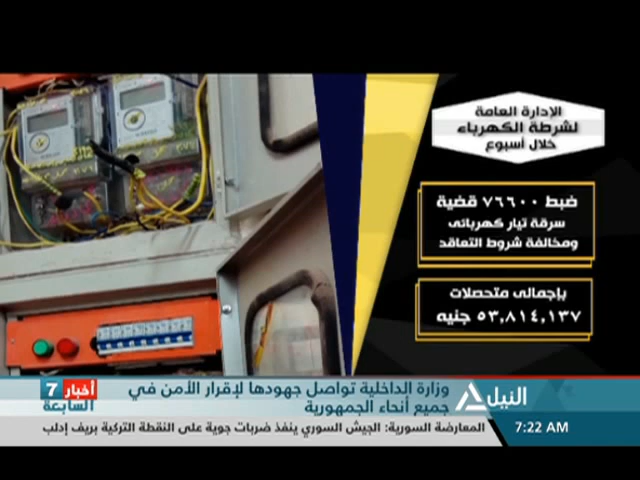 الإدارة العامة
لشرطة الكهرباء
خلال أسبوع
ضبط ٧٦٦٠٠ قضية
سرقة تيار كهربائى
ومخالفة شروط التعاقد
بإجمالى متحصلات
٥٣,٨١٤,١٣٧ جنيه
النيل
وزارة الداخلية تواصل جهودها لإقرار الأمن في
جميع أنحاء الجمهورية
أخبار 7
السابعة
7:22 AM
المعارضة السورية: الجيش السوري ينفذ ضربات جوية على النقطة التركية بريف إدلب